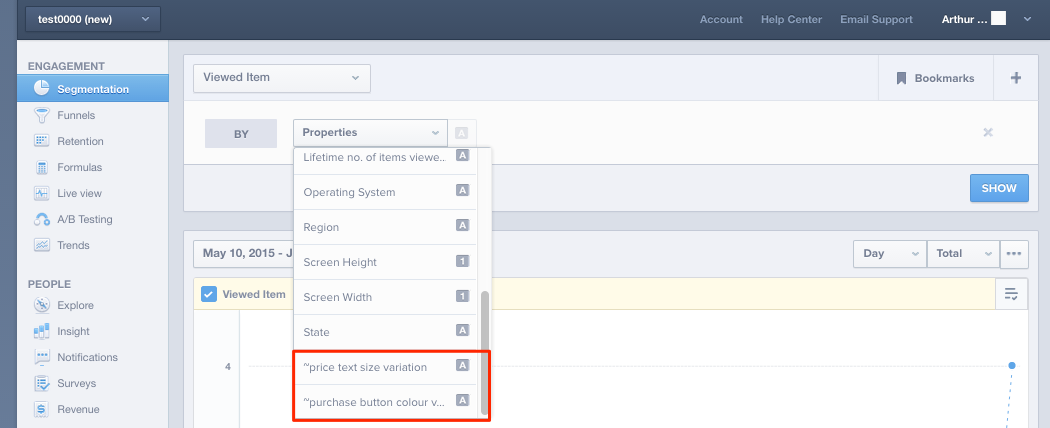 test0000 (new)
Account
Help Center
Email Support
Arthur ...
ENGAGEMENT
Segmentation
Funnels
Retention
Formulas
Live view
A/B Testing
Trends
PEOPLE
Explore
Insight
Notifications
Surveys
Revenue
Viewed Item
Bookmarks
BY
Properties
A
Lifetime no. of items viewe.. A
Operating System A
Region A
Screen Height 1
Screen Width 1
State A
~price text size variation A
~purchase button colour v... A
SHOW
May 10, 2015 - J
Day
Total
Viewed Item
4